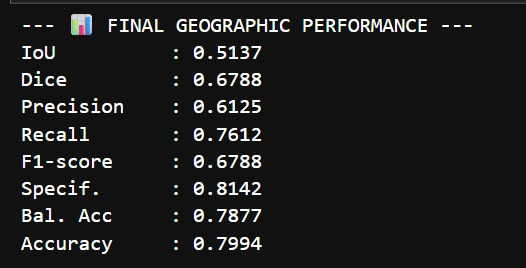 --- 📊 FINAL GEOGRAPHIC PERFORMANCE ---
IoU : 0.5137
Dice : 0.6788
Precision : 0.6125
Recall : 0.7612
F1-score : 0.6788
Specif. : 0.8142
Bal. Acc : 0.7877
Accuracy : 0.7994